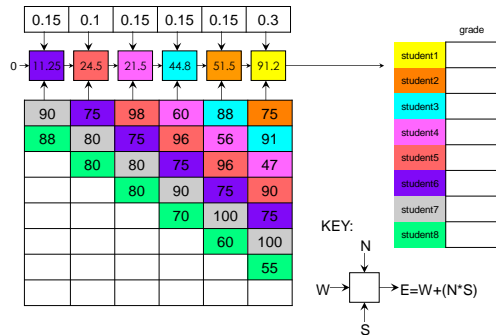 0.15 0.1 0.15 0.15 0.15 0.3
grade
0 11.25 24.5 21.5 44.8 51.5 91.2
student1
student2
student3
student4
student5
student6
student7
student8
90 75 98 60 88 75
88 80 75 96 56 91
80 80 75 96 47
80 90 75 90
70 100 75
60 100
55
KEY:
N
W E=W+(N*S)
S